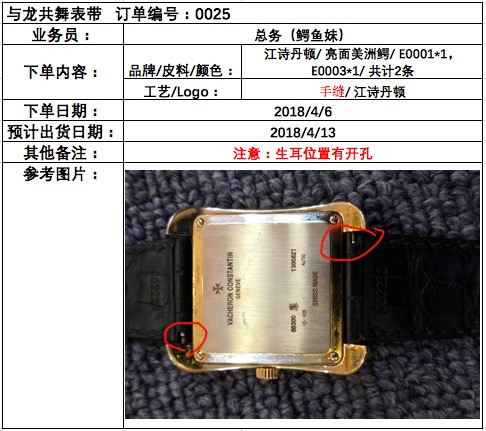 与龙共舞表带 订单编号：0025
业务员： 总务（鳄鱼妹）
下单内容： 品牌/皮料/颜色： 江诗丹顿/ 亮面美洲鳄/ E0001*1，
E0003*1/ 共计2条
工艺/Logo： 手缝/ 江诗丹顿
下单日期： 2018/4/6
预计出货日期： 2018/4/13
其他备注： 注意：生耳位置有开孔
参考图片：
VACHERON CONSTANTIN
GENEVE
1300621
AUTO
SWISS MADE